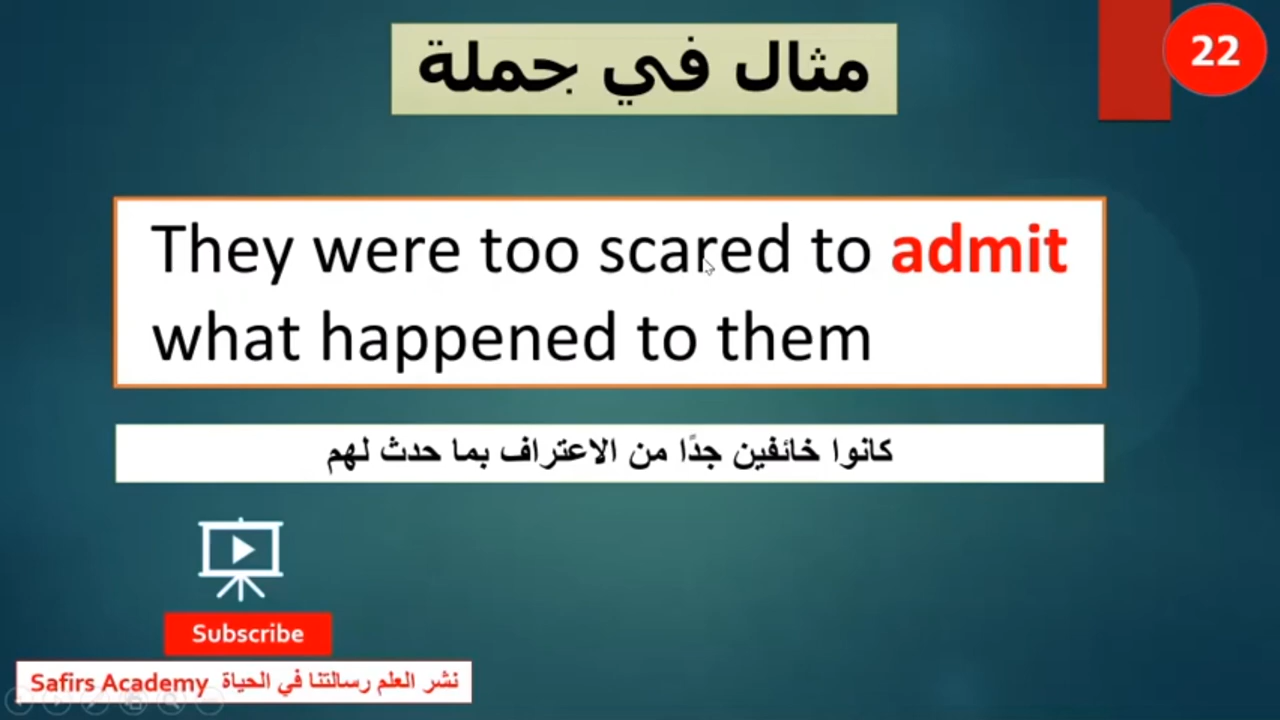 22
مثال في جملة
They were too scared to admit
what happened to them
كانوا خائفين جدًا من الاعتراف بما حدث لهم
Subscribe
Safirs Academy نشر العلم رسالتنا في الحياة